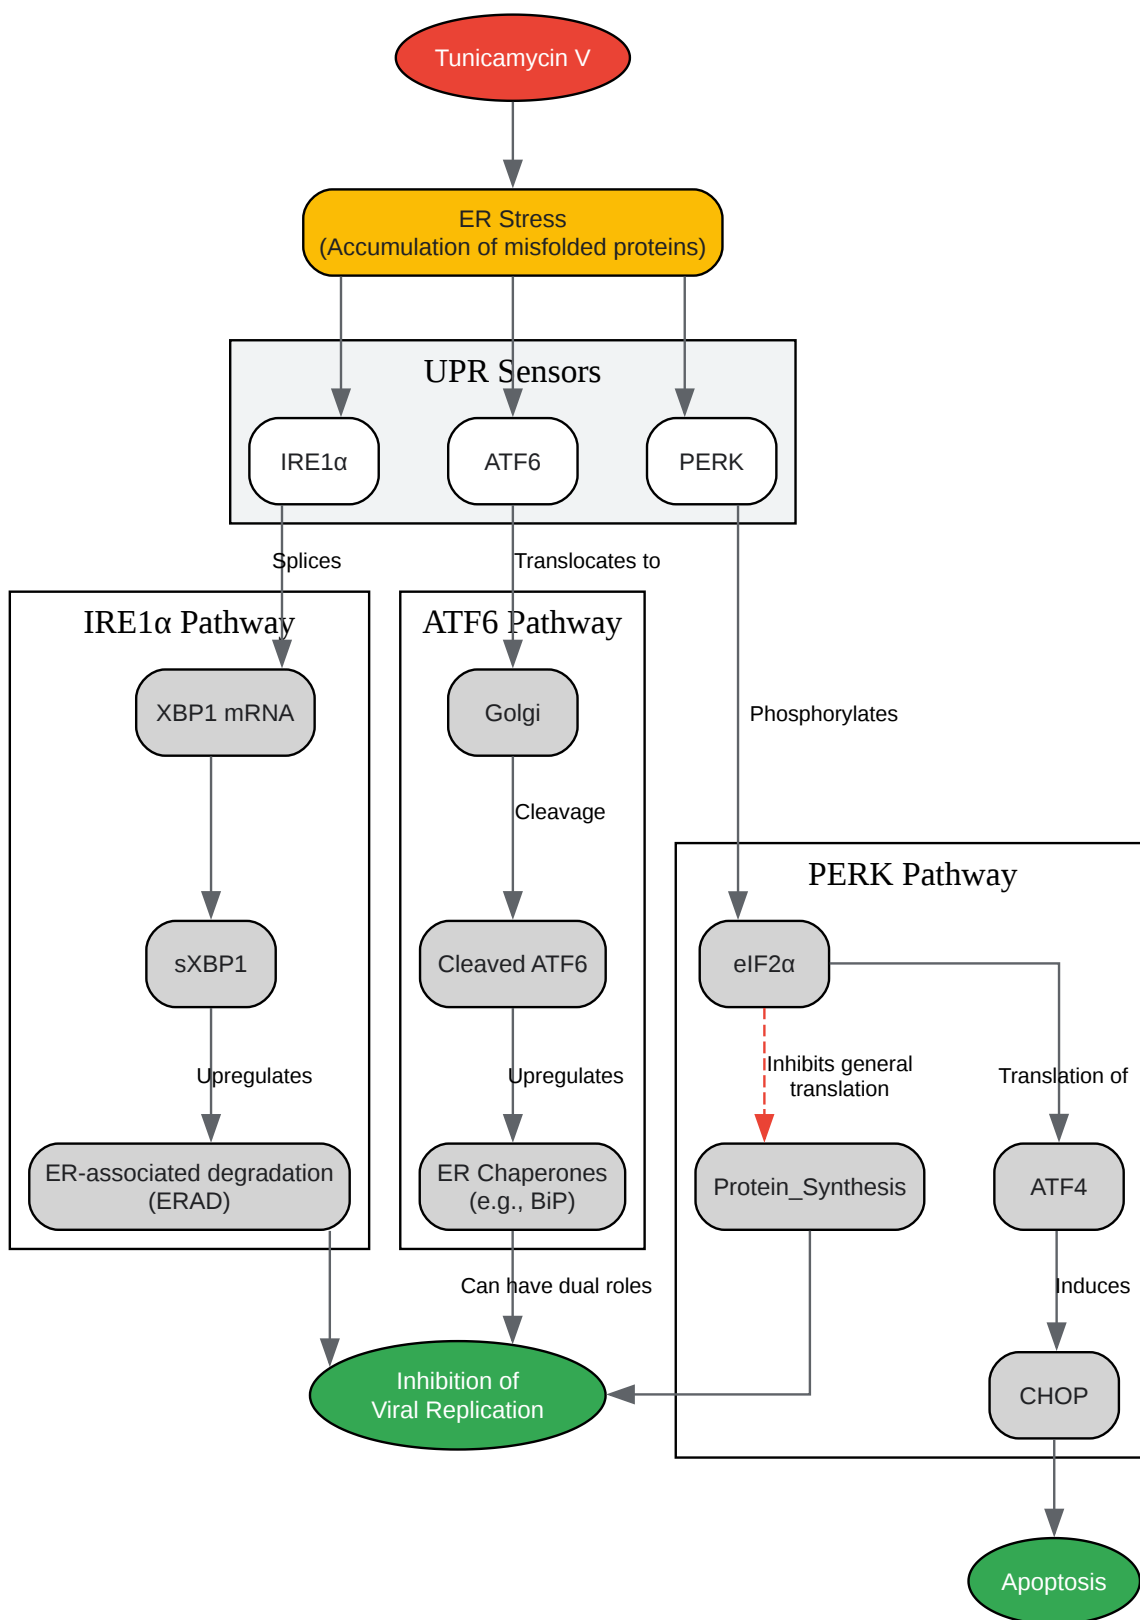 Tunicamycin V
ER Stress
(Accumulation of misfolded proteins)
UPR Sensors
IRE1α
ATF6
PERK
Splices
Translocates to
IRE1α Pathway
ATF6 Pathway
XBP1 mRNA
Golgi
Phosphorylates
Cleavage
PERK Pathway
sXBP1
Cleaved ATF6
eIF2α
Upregulates
Upregulates
Inhibits general
translation
Translation of
ER-associated degradation
(ERAD)
ER Chaperones
(e.g., BiP)
Protein_Synthesis
ATF4
Can have dual roles
Induces
Inhibition of
Viral Replication
CHOP
Apoptosis